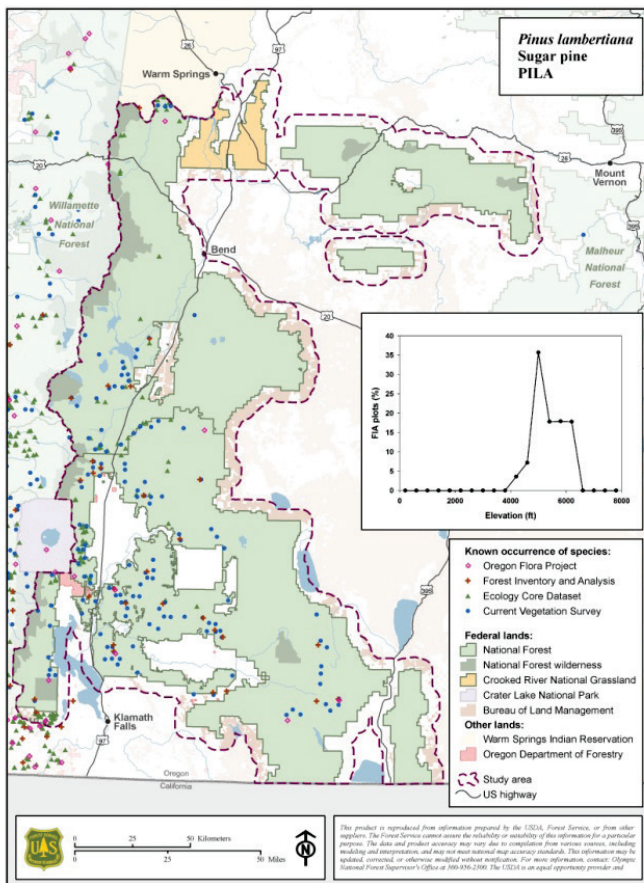 Pinus lambertiana
Sugar pine
PILA
26
97
Warm Springs
395
20
26
Mount
Vernon
Willamette
National
Forest
Bend
Malheur
National
Forest
20
FIA plots (%)
40
35
30
25
20
15
10
5
0
0 2000 4000 6000 8000
Elevation (ft)
395
Known occurrence of species:
Oregon Flora Project
Forest Inventory and Analysis
Ecology Core Dataset
Current Vegetation Survey
Federal lands:
National Forest
National Forest wilderness
Crooked River National Grassland
Crater Lake National Park
Bureau of Land Management
Other lands:
Warm Springs Indian Reservation
Oregon Department of Forestry
Study area
US highway
Klamath
Falls
97
Oregon
California
0 25 50 Kilometers
0 25 50 Miles
N
This product is reproduced from information prepared by the USDA, Forest Service, or from other
suppliers. The Forest Service cannot assure the reliability or suitability of this information for a particular
purpose. The data and product accuracy may vary due to compilation from various sources, including
modeling and interpretation, and may not meet national map accuracy standards. This information may be
updated, corrected, or otherwise modified without notification. For more information, contact: Olympic
National Forest Supervisor's Office at 360-956-2300. The USDA is an equal opportunity provider and